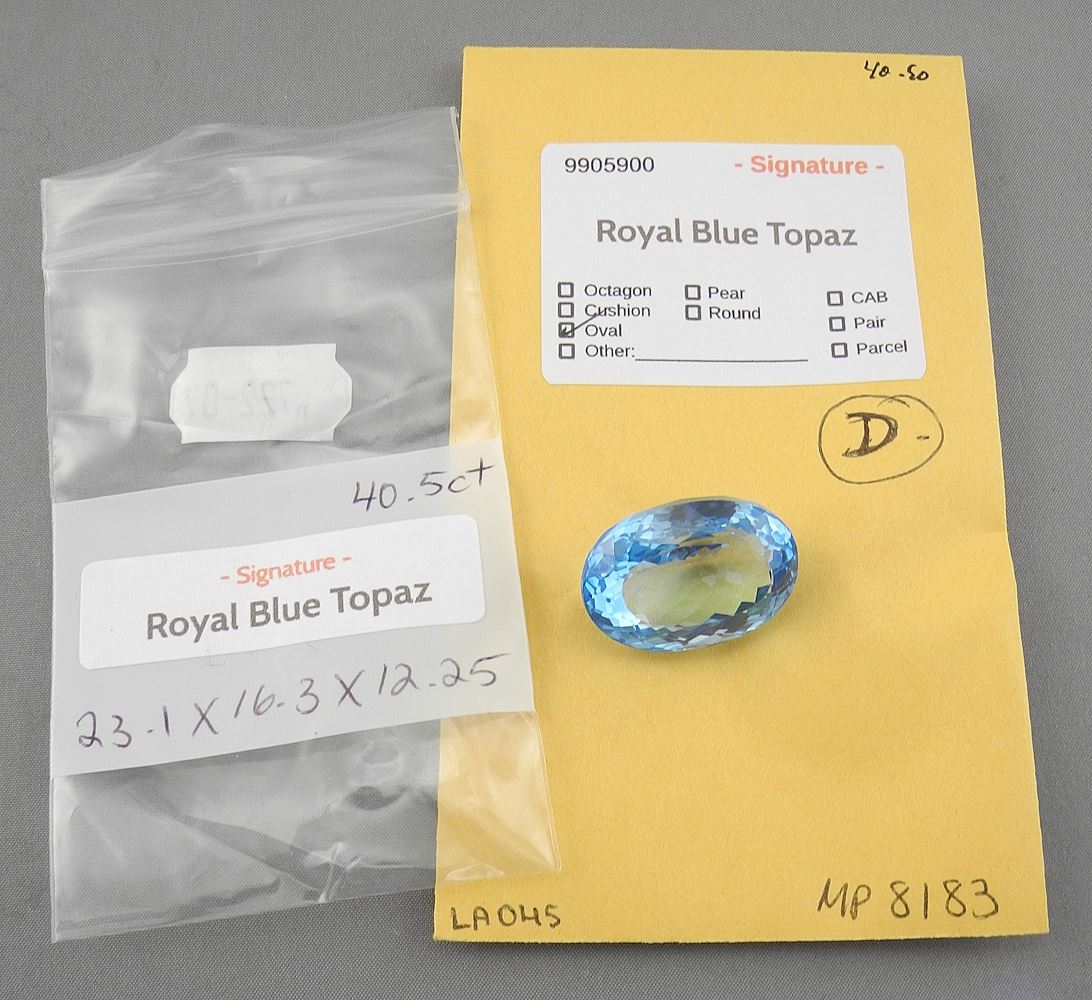 40.5ct
- Signature -
Royal Blue Topaz
23.1 X 16.3 X 12.25
40.50
9905900 - Signature -
Royal Blue Topaz
Octagon Pear CAB
Cushion Round Pair
Oval Parcel
Other:
D.
LA045 MP 8183